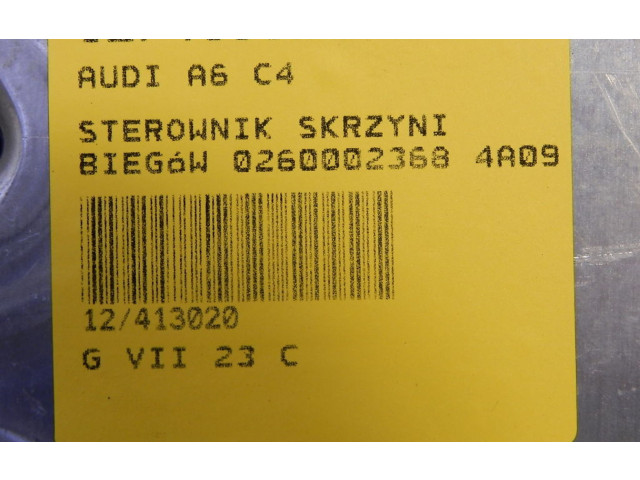 AUDI A6 C4
STEROWNIK SKRZYNI
BIEGóW 0260002368 4A09
12/413020
G VII 23 C